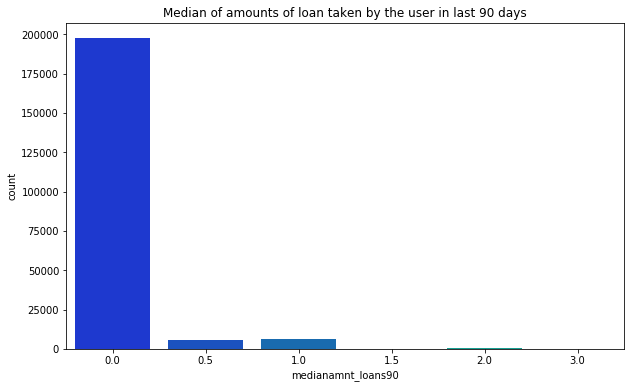 Median of amounts of loan taken by the user in last 90 days
200000
175000
150000
125000
100000
75000
50000
25000
0
count
0.0 0.5 1.0 1.5 2.0 3.0
medianamnt_loans90